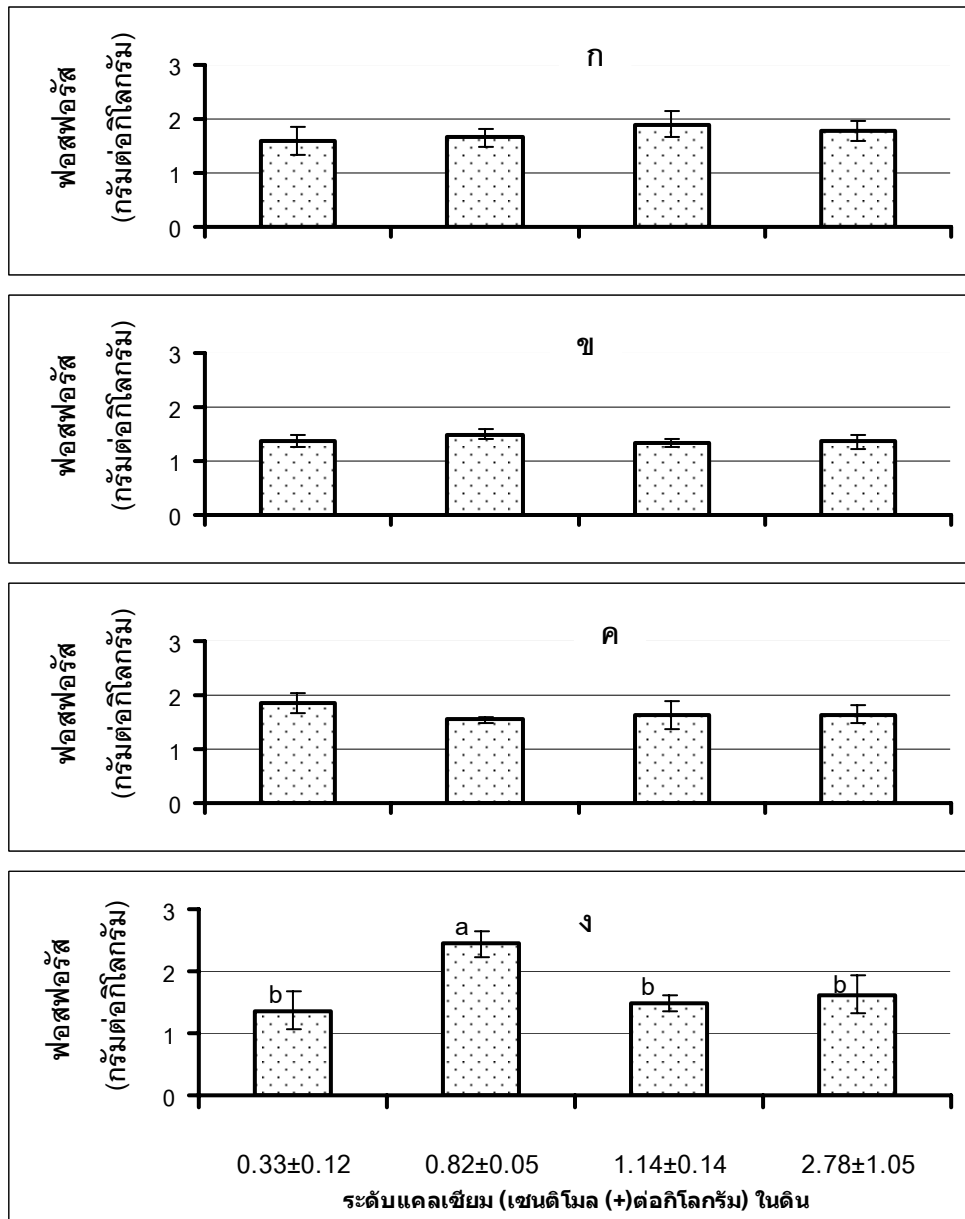 ก
ฟอสฟอรัส
(กรัมต่อกิโลกรัม)
3
2
1
0
ข
ฟอสฟอรัส
(กรัมต่อกิโลกรัม)
3
2
1
0
ค
ฟอสฟอรัส
(กรัมต่อกิโลกรัม)
3
2
1
0
ง
ฟอสฟอรัส
(กรัมต่อกิโลกรัม)
3
2
1
0
b
a
b
b
0.33±0.12 0.82±0.05 1.14±0.14 2.78±1.05
ระดับแคลเซียม (เซนติโมล (+)ต่อกิโลกรัม) ในดิน